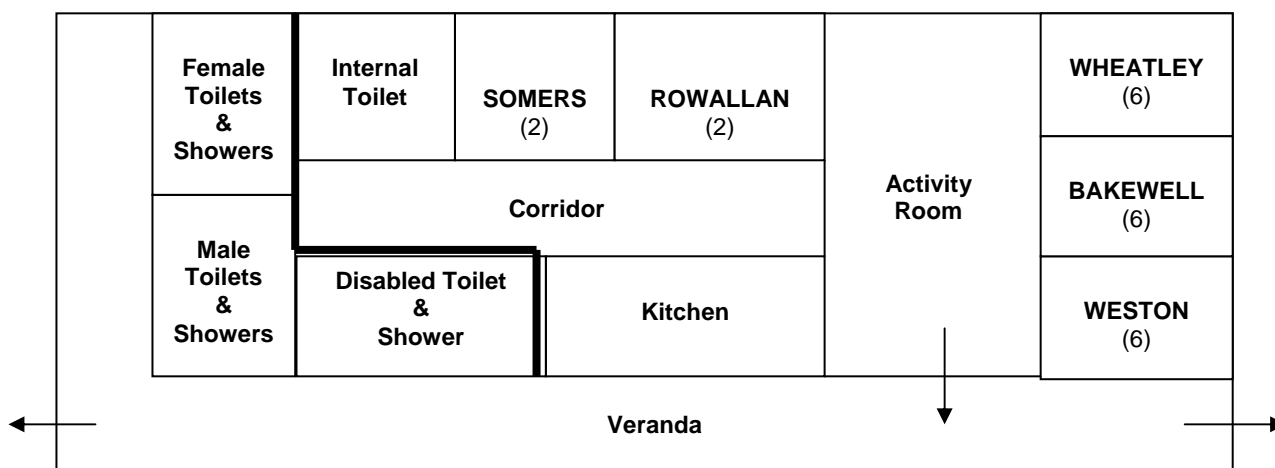 Female
Toilets
&
Showers
Internal
Toilet
SOMERS
(2)
ROWALLAN
(2)
Activity
Room
WHEATLEY
(6)
BAKEWELL
(6)
WESTON
(6)
Corridor
Male
Toilets
&
Showers
Disabled Toilet
&
Shower
Kitchen
Veranda